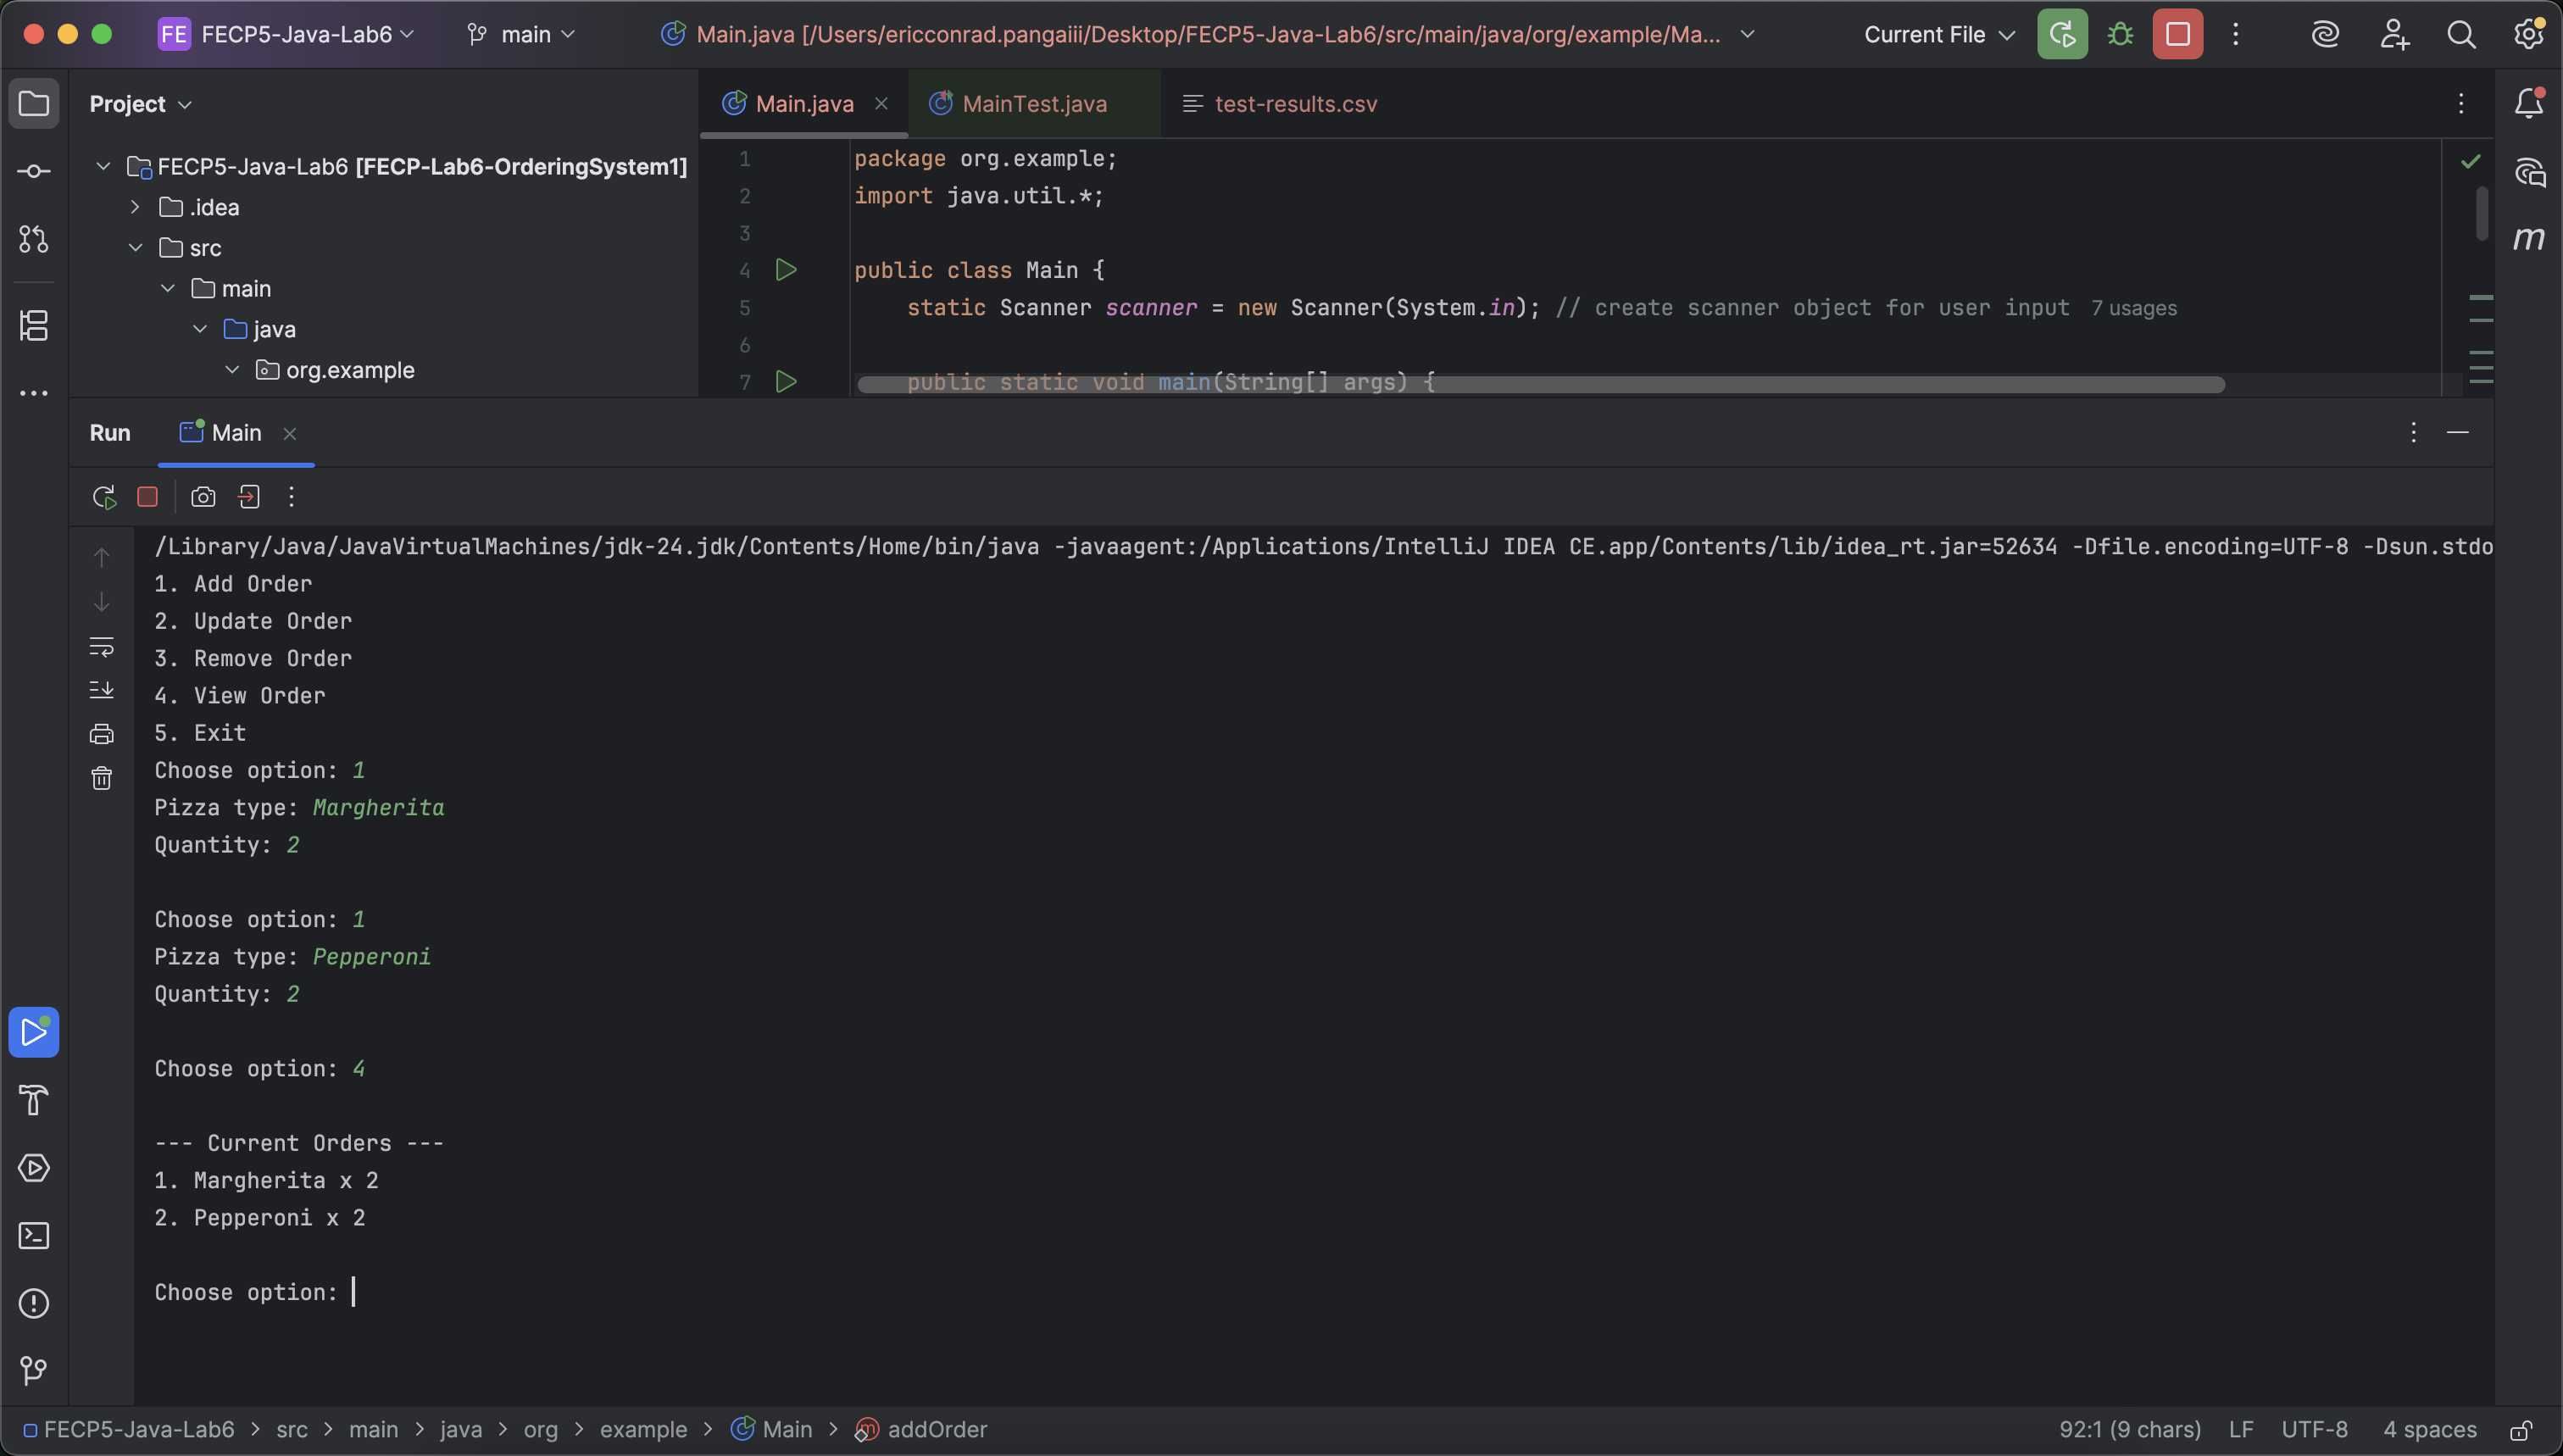 FE FECP5-Java-Lab6 main Main.java [/Users/ericconrad.pangaiii/Desktop/FECP5-Java-Lab6/src/main/java/org/example/Ma... Current File
Project
Main.java MainTest.java test-results.csv
FECP5-Java-Lab6 [FECP-Lab6-OrderingSystem1]
.idea
src
main
java
org.example
1 package org.example;
2 import java.util.*;
3
4 public class Main {
5 static Scanner scanner = new Scanner(System.in); // create scanner object for user input 7 usages
6
7 public static void main(String[] args) {
m
Run Main
/Library/Java/JavaVirtualMachines/jdk-24.jdk/Contents/Home/bin/java -javaagent:/Applications/IntelliJ IDEA CE.app/Contents/lib/idea_rt.jar=52634 -Dfile.encoding=UTF-8 -Dsun.stdo
1. Add Order
2. Update Order
3. Remove Order
4. View Order
5. Exit
Choose option: 1
Pizza type: Margherita
Quantity: 2
Choose option: 1
Pizza type: Pepperoni
Quantity: 2
Choose option: 4
--- Current Orders ---
1. Margherita x 2
2. Pepperoni x 2
Choose option:
FECP5-Java-Lab6 > src > main > java > org > example > Main > addOrder 92:1 (9 chars) LF UTF-8 4 spaces